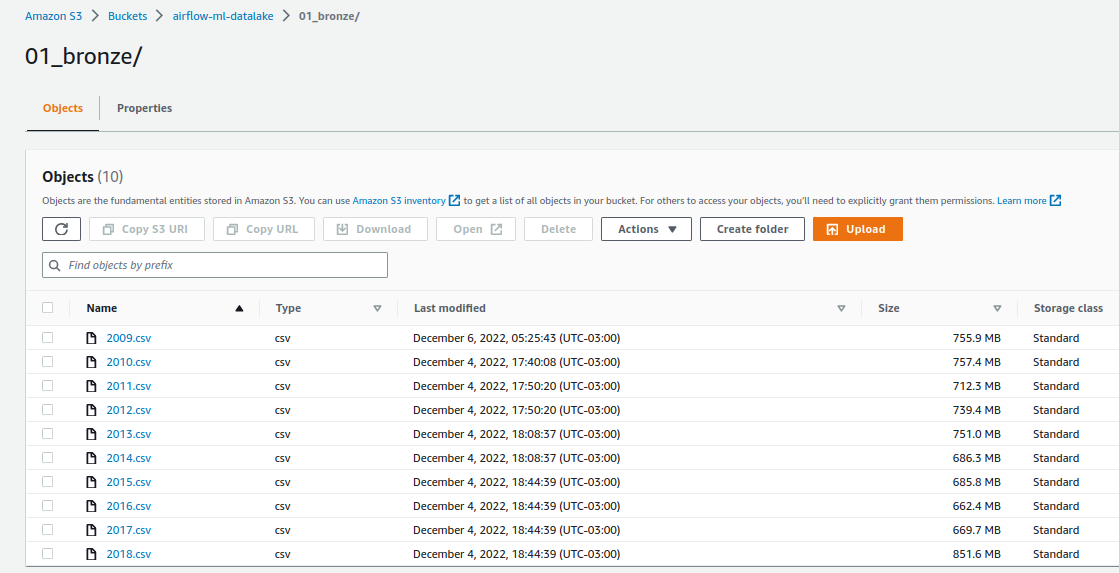 Amazon S3 > Buckets > airflow-ml-datalake > 01_bronze/
01_bronze/
Objects Properties
Objects (10)
Objects are the fundamental entities stored in Amazon S3. You can use Amazon S3 inventory to get a list of all objects in your bucket. For others to access your objects, you'll need to explicitly grant them permissions. Learn more
Copy S3 URI Copy URL Download Open Delete Actions Create folder Upload
Find objects by prefix
Name Type Last modified Size Storage class
2009.csv csv December 6, 2022, 05:25:43 (UTC-03:00) 755.9 MB Standard
2010.csv csv December 4, 2022, 17:40:08 (UTC-03:00) 757.4 MB Standard
2011.csv csv December 4, 2022, 17:50:20 (UTC-03:00) 712.3 MB Standard
2012.csv csv December 4, 2022, 17:50:20 (UTC-03:00) 739.4 MB Standard
2013.csv csv December 4, 2022, 18:08:37 (UTC-03:00) 751.0 MB Standard
2014.csv csv December 4, 2022, 18:08:37 (UTC-03:00) 686.3 MB Standard
2015.csv csv December 4, 2022, 18:44:39 (UTC-03:00) 685.8 MB Standard
2016.csv csv December 4, 2022, 18:44:39 (UTC-03:00) 662.4 MB Standard
2017.csv csv December 4, 2022, 18:44:39 (UTC-03:00) 669.7 MB Standard
2018.csv csv December 4, 2022, 18:44:39 (UTC-03:00) 851.6 MB Standard